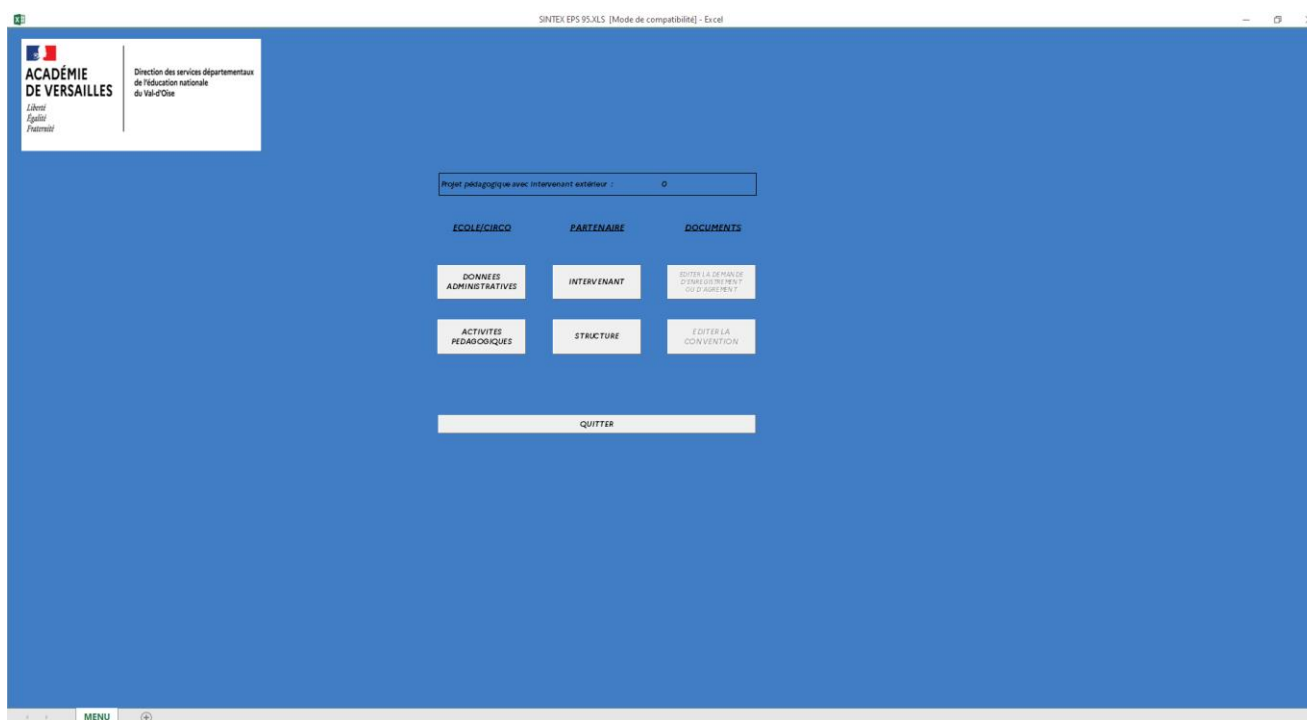 SINTEX EPS 95.XLS [Mode de compatibilité] - Excel
ACADÉMIE
DE VERSAILLES
Liberté
Égalité
Fraternité
Direction des services départementaux
de l'éducation nationale
du Val-d'Oise
Projet pédagogique avec intervenant extérieur : 0
ECOLE/CIRCO PARTENAIRE DOCUMENTS
DONNEES
ADMINISTRATIVES
INTERVENANT
EDITER LA DEMANDE
D'ENREGISTREMENT
OU D'AGREMENT
ACTIVITES
PEDAGOGIQUES
STRUCTURE
EDITER LA
CONVENTION
QUITTER
MENU